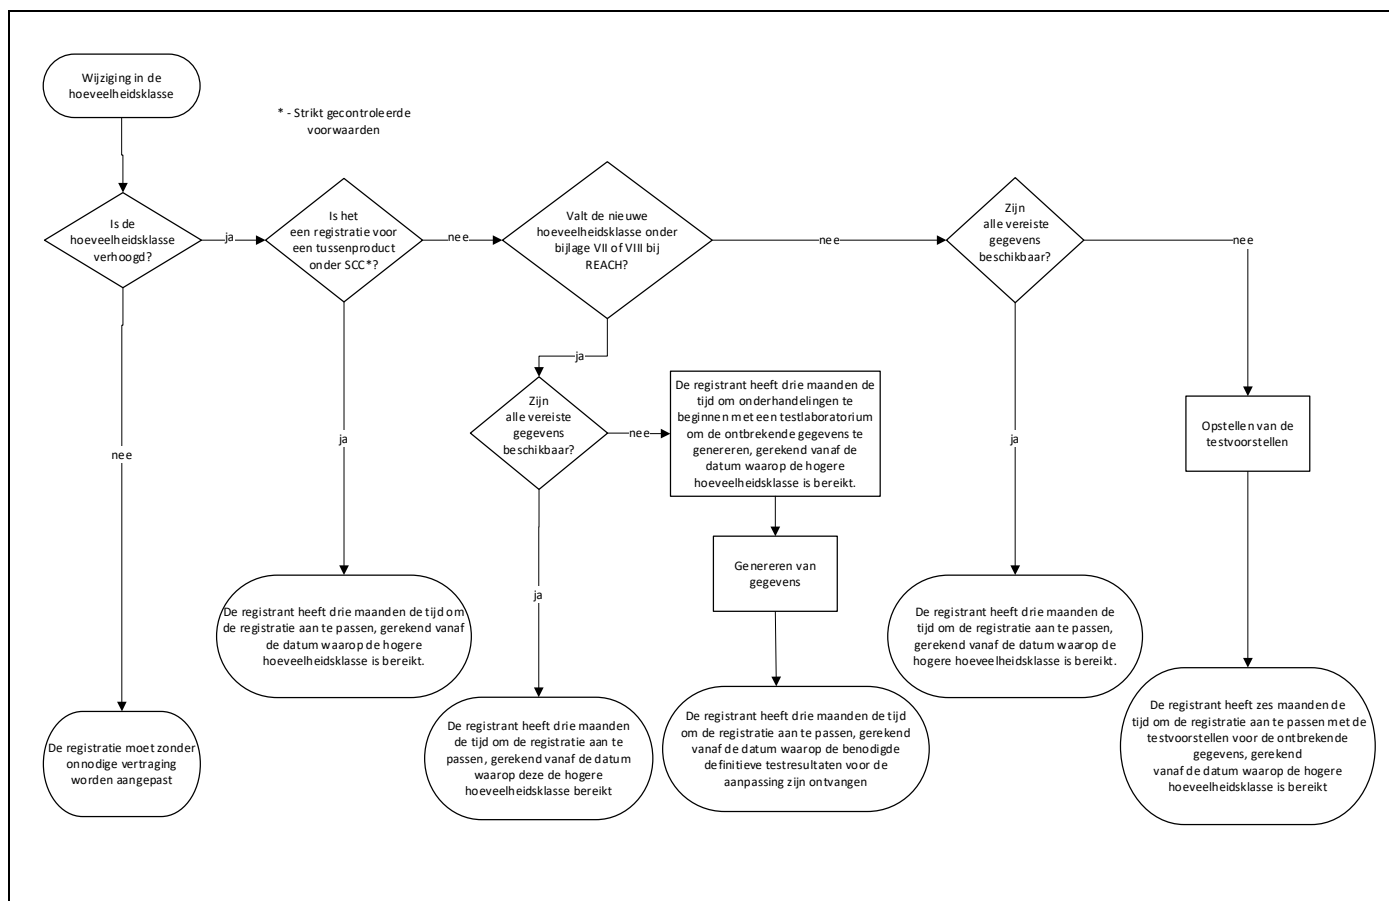 Wijziging in de
hoeveelheidsklasse
* - Strikt gecontroleerde
voorwaarden
Is de
hoeveelheidsklasse
verhoogd?
ja
Is het
een registratie voor
een tussenproduct
onder SCC*?
nee
Valt de nieuwe
hoeveelheidsklasse onder
bijlage VII of VIII bij
REACH?
nee
Zijn
alle vereiste
gegevens
beschikbaar?
nee
ja
Zijn
alle vereiste
gegevens
beschikbaar?
nee
De registrant heeft drie maanden de
tijd om onderhandelingen te
beginnen met een testlaboratorium
om de ontbrekende gegevens te
genereren, gerekend vanaf de
datum waarop de hogere
hoeveelheidsklasse is bereikt.
Opstellen van de
testvoorstellen
nee
ja
ja
ja
Genereren van
gegevens
De registrant heeft drie maanden de tijd om
de registratie aan te passen, gerekend vanaf
de datum waarop de hogere
hoeveelheidsklasse is bereikt.
De registrant heeft drie maanden de
tijd om de registratie aan te passen,
gerekend vanaf de datum waarop de
hogere hoeveelheidsklasse is bereikt.
De registratie moet zonder
onnodige vertraging
worden aangepast
De registrant heeft drie maanden
de tijd om de registratie aan te
passen, gerekend vanaf de datum
waarop deze de hogere
hoeveelheidsklasse bereikt
De registrant heeft drie maanden de tijd
om de registratie aan te passen, gerekend
vanaf de datum waarop de benodigde
definitieve testresultaten voor de
aanpassing zijn ontvangen
De registrant heeft zes maanden de
tijd om de registratie aan te passen met de
testvoorstellen voor de ontbrekende
gegevens, gerekend
vanaf de datum waarop de hogere
hoeveelheidsklasse is bereikt